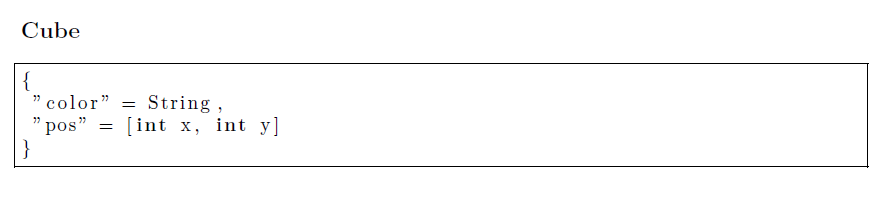 Cube
{
"color" = String,
"pos" = [int x, int y]
}